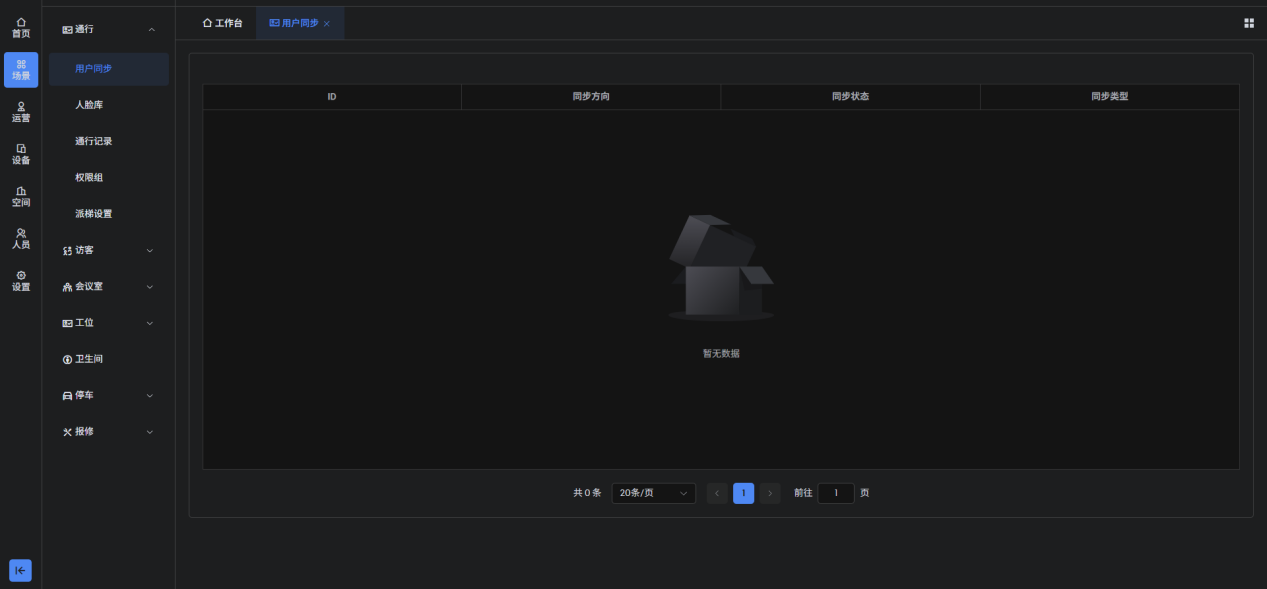 首页
场景
运营
设备
空间
人员
设置
通行
用户同步
人脸库
通行记录
权限组
派梯设置
访客
会议室
工位
卫生间
停车
报修
工作台
用户同步
ID 同步方向 同步状态 同步类型
暂无数据
共 0 条 20条/页 1 前往 1 页